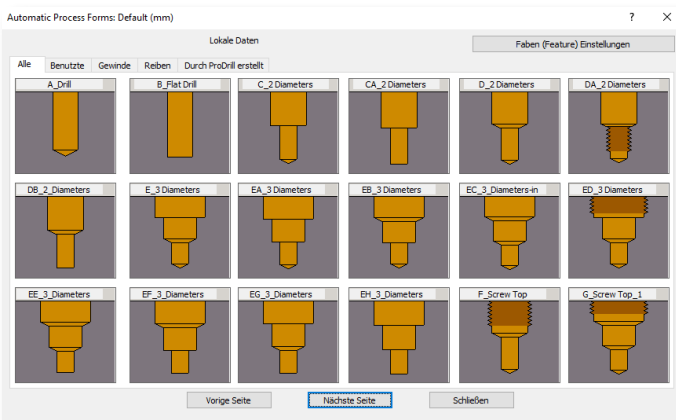 Automatic Process Forms: Default (mm)
?
Lokale Daten
Faben (Feature) Einstellungen
Alle Benutzte Gewinde Reiben Durch ProDrill erstellt
A_Drill B_Flat Drill C_2 Diameters CA_2 Diameters D_2 Diameters DA_2 Diameters
DB_2_Diameters E_3 Diameters EA_3 Diameters EB_3 Diameters EC_3_Diameters-in ED_3 Diameters
EE_3_Diameters EF_3_Diameters EG_3_Diameters EH_3_Diameters F_Screw Top G_Screw Top_1
Vorige Seite Nächste Seite Schließen